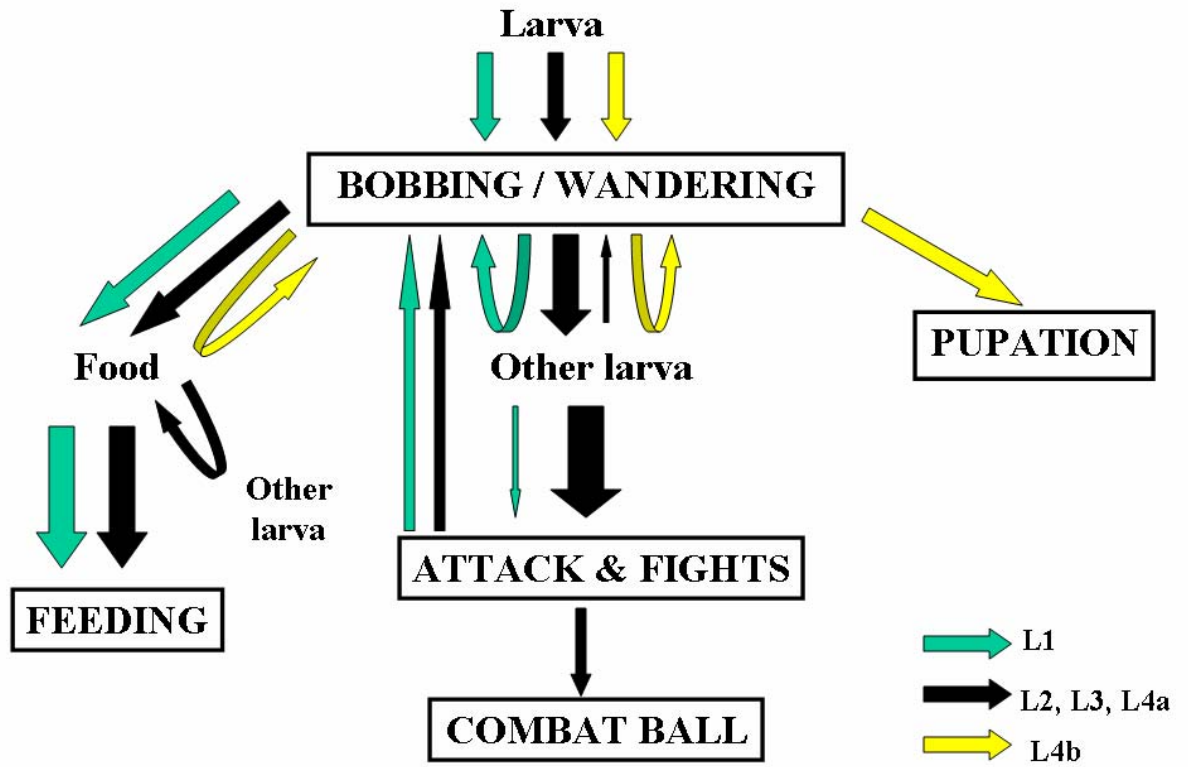 Larva
BOBBING / WANDERING
PUPATION
Food
Other larva
Other
larva
ATTACK & FIGHTS
FEEDING
COMBAT BALL
L1
L2, L3, L4a
L4b